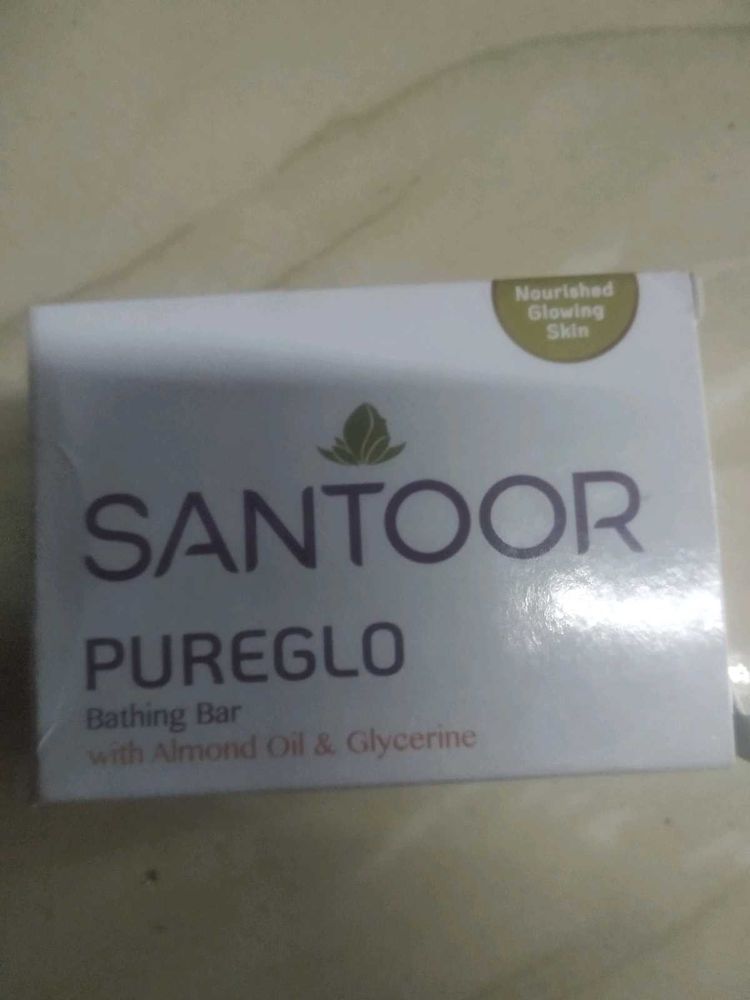 Nourished
Glowing
Skin
SANTOOR
PUREGLO
Bathing Bar
with Almond Oil & Glycerine